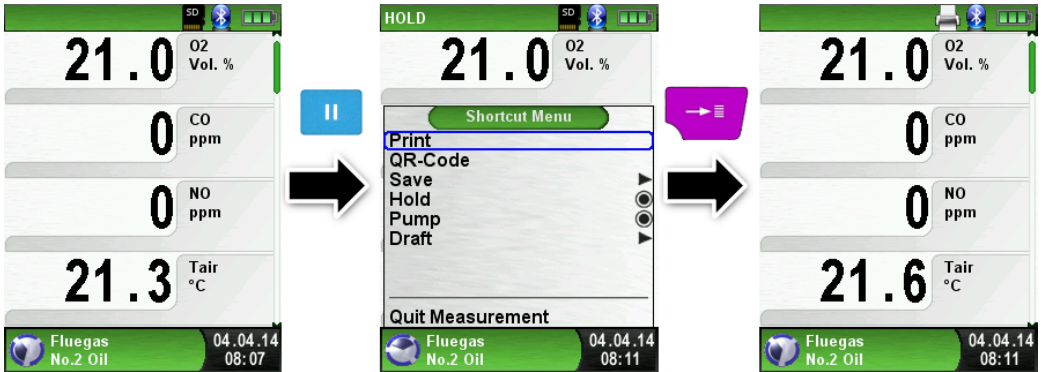 SD
21.0
O2
Vol. %
0
CO
ppm
0
NO
ppm
21.3
Tair
°C
Fluegas
No.2 Oil
04.04.14
08:07
HOLD
SD
21.0
O2
Vol. %
Shortcut Menu
Print
QR-Code
Save
Hold
Pump
Draft
Quit Measurement
Fluegas
No.2 Oil
04.04.14
08:11
21.0
O2
Vol. %
0
CO
ppm
0
NO
ppm
21.6
Tair
°C
Fluegas
No.2 Oil
04.04.14
08:11